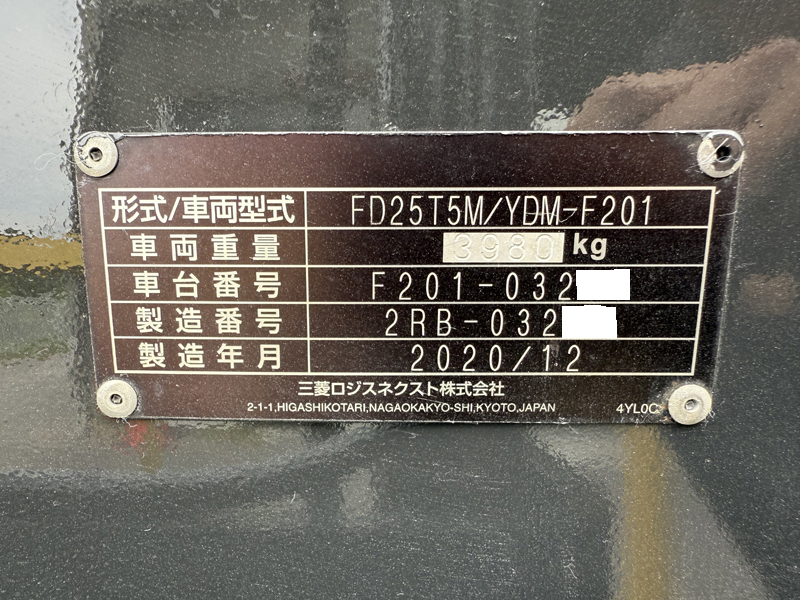 形式/車両型式 FD25T5M/YDM-F201
車両重量 3980 kg
車台番号 F201-032
製造番号 2RB-032
製造年月 2020/12
三菱ロジスネクスト株式会社
2-1-1,HIGASHIKOTARI,NAGAOKAKYO-SHI,KYOTO,JAPAN 4YL0C